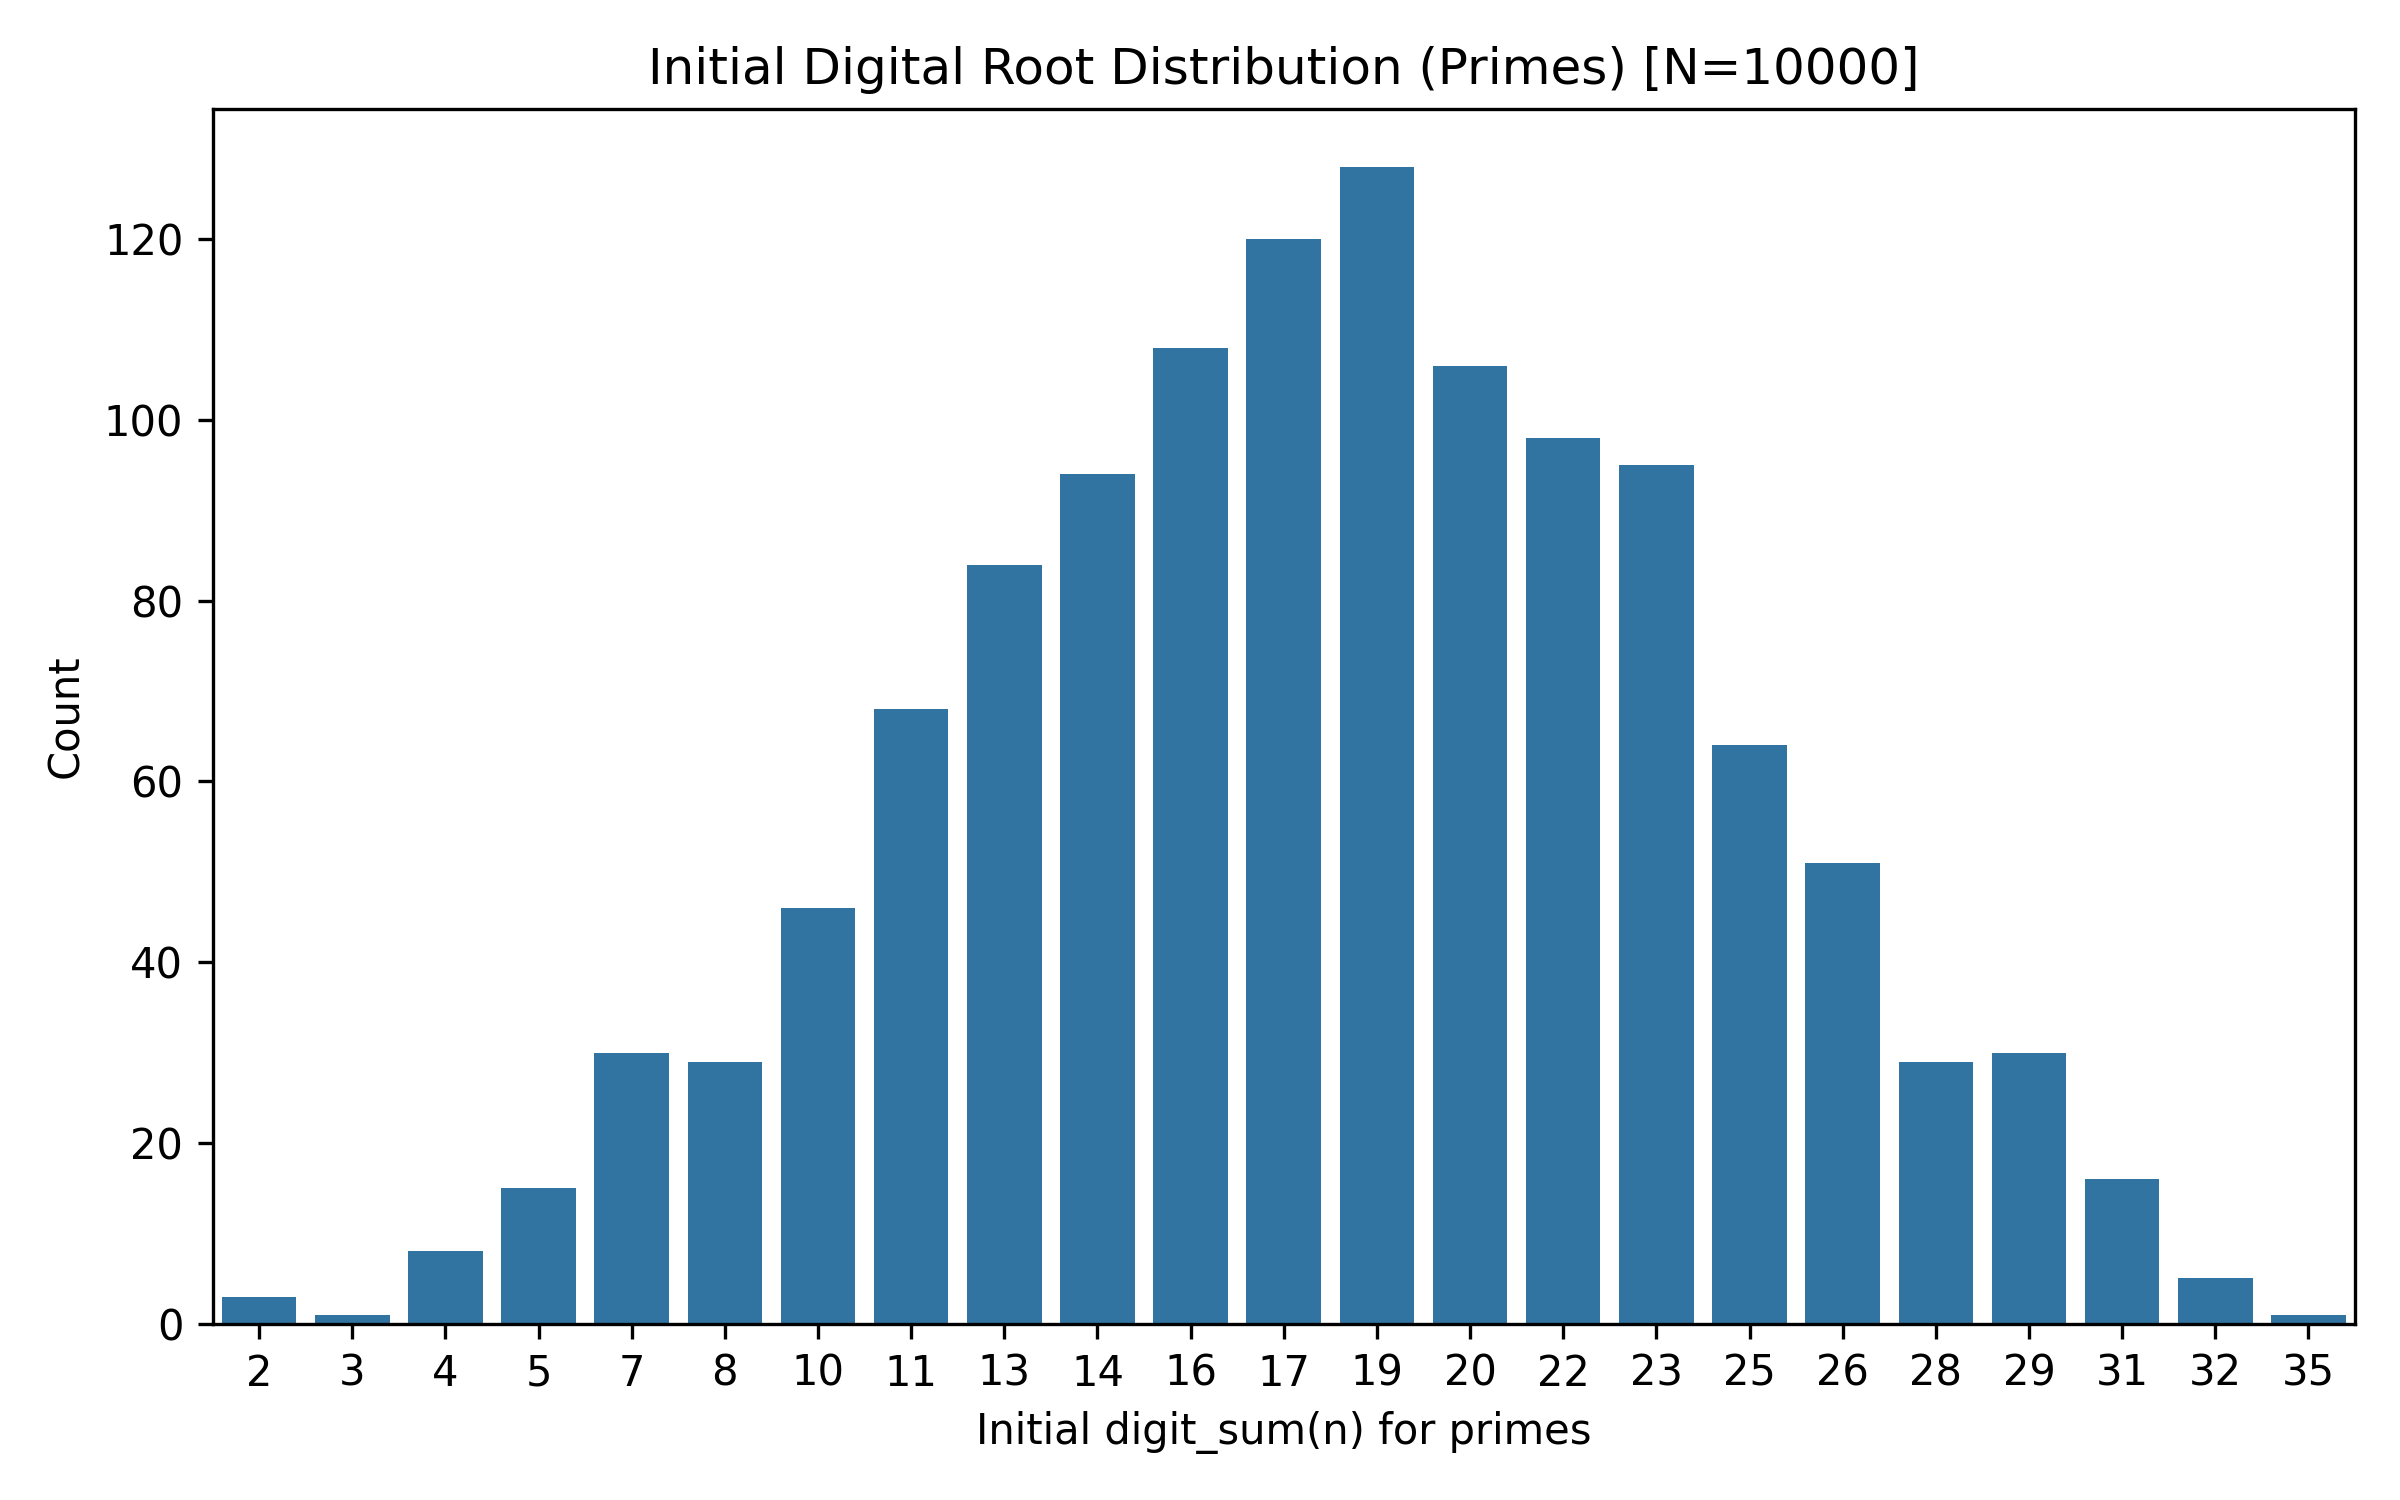 Initial Digital Root Distribution (Primes) [N=10000]
120
100
80
60
40
20
0
Count
2 3 4 5 7 8 10 11 13 14 16 17 19 20 22 23 25 26 28 29 31 32 35
Initial digit_sum(n) for primes